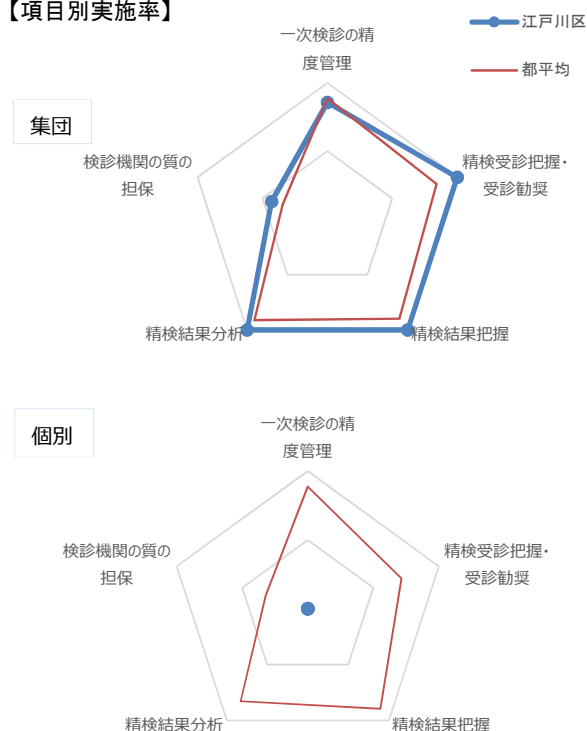 【項目別実施率】
江戸川区
都平均
集団
一次検診の精
度管理
精検受診把握・
受診勧奨
精検結果把握
精検結果分析
検診機関の質の
担保
個別
一次検診の精
度管理
精検受診把握・
受診勧奨
精検結果把握
精検結果分析
検診機関の質の
担保